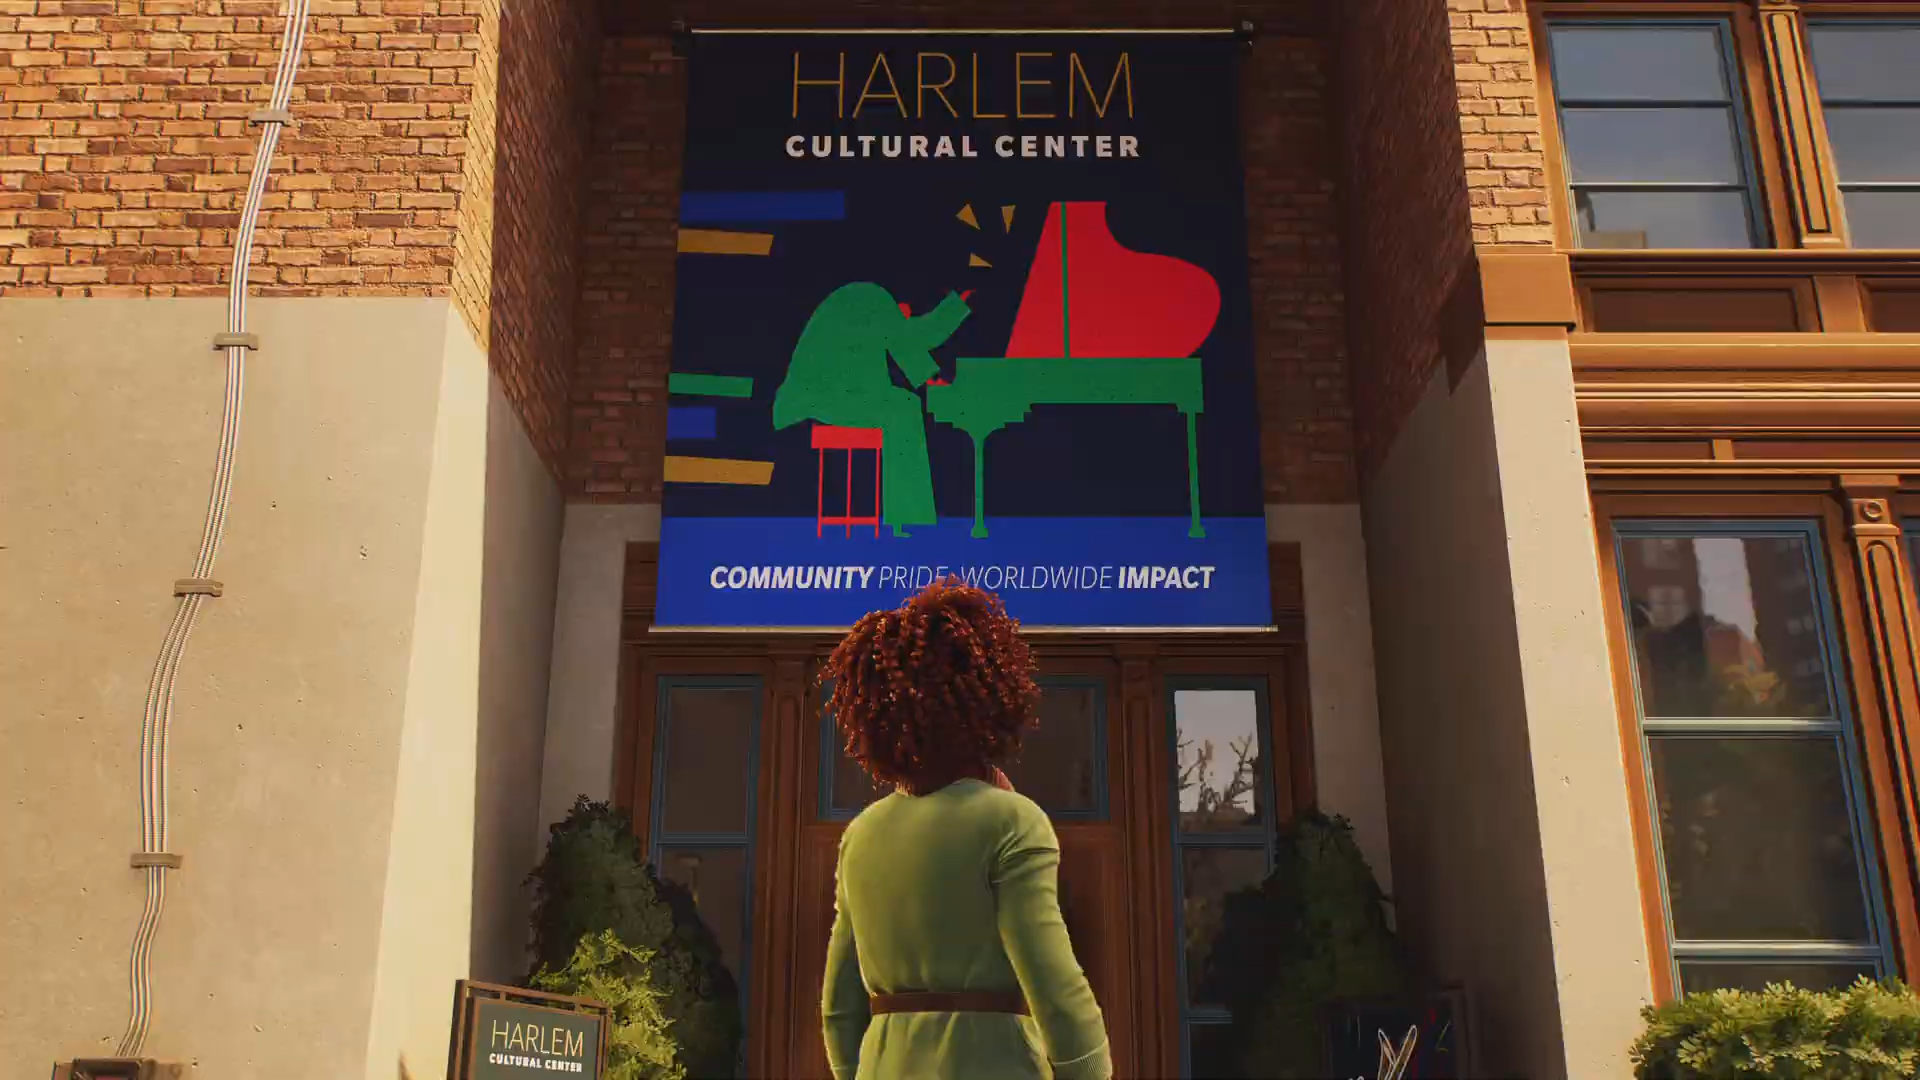 HARLEM
CULTURAL CENTER
COMMUNITY PRIDE WORLDWIDE IMPACT
HARLEM
CULTURAL CENTER